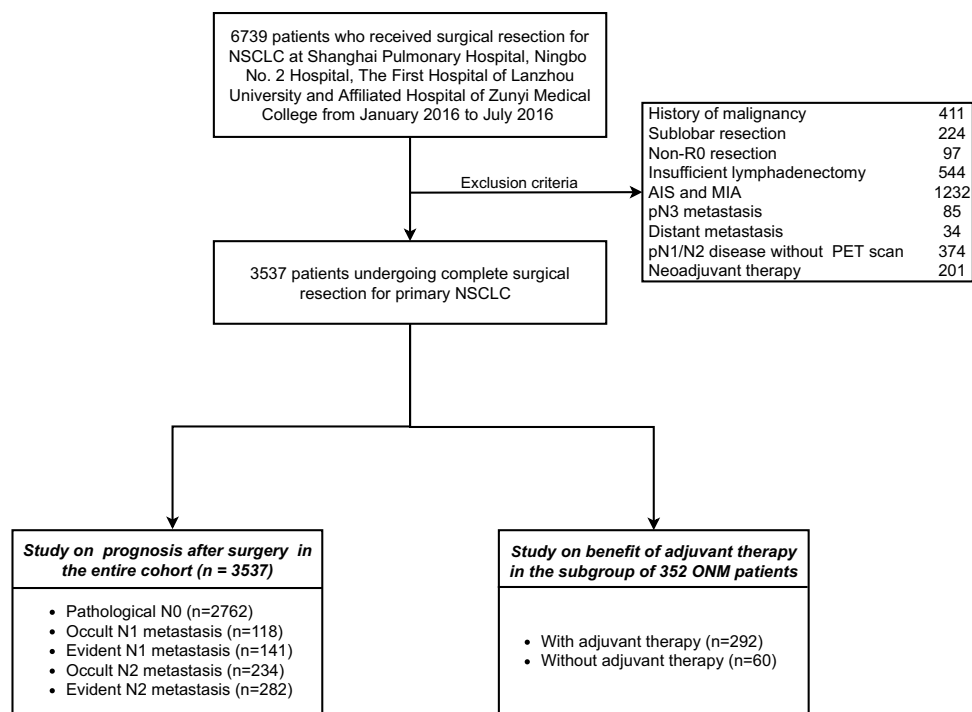 6739 patients who received surgical resection for
NSCLC at Shanghai Pulmonary Hospital, Ningbo
No. 2 Hospital, The First Hospital of Lanzhou
University and Affiliated Hospital of Zunyi Medical
College from January 2016 to July 2016
Exclusion criteria
History of malignancy 411
Sublobar resection 224
Non-R0 resection 97
Insufficient lymphadenectomy 544
AIS and MIA 1232
pN3 metastasis 85
Distant metastasis 34
pN1/N2 disease without PET scan 374
Neoadjuvant therapy 201
3537 patients undergoing complete surgical
resection for primary NSCLC
Study on prognosis after surgery in
the entire cohort (n = 3537)
• Pathological N0 (n=2762)
• Occult N1 metastasis (n=118)
• Evident N1 metastasis (n=141)
• Occult N2 metastasis (n=234)
• Evident N2 metastasis (n=282)
Study on benefit of adjuvant therapy
in the subgroup of 352 ONM patients
• With adjuvant therapy (n=292)
• Without adjuvant therapy (n=60)